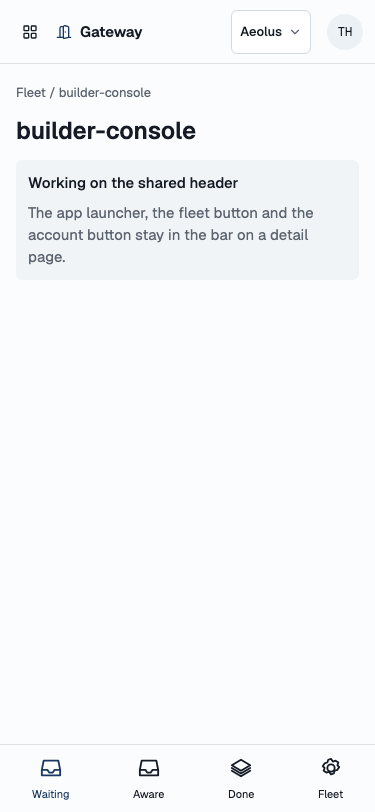 Gateway
Aeolus
TH
Fleet / builder-console
builder-console
Working on the shared header
The app launcher, the fleet button and the
account button stay in the bar on a detail
page.
Waiting
Aware
Done
Fleet